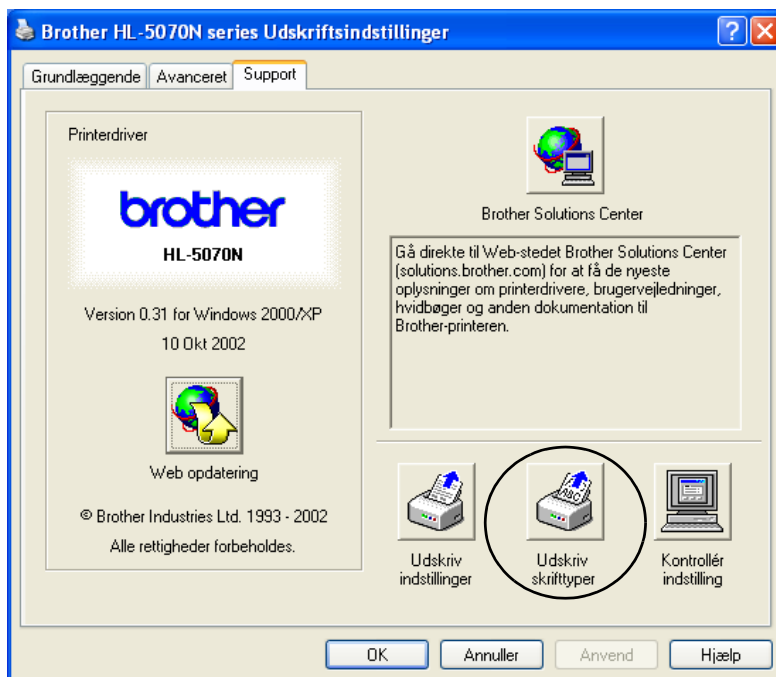 Brother HL-5070N series Udskriftsindstillinger
Grundlæggende
Avanceret
Support
Printerdriver
brother
HL-5070N
Version 0.31 for Windows 2000/XP
10 Okt 2002
Web opdatering
© Brother Industries Ltd. 1993 - 2002
Alle rettigheder forbeholdes.
Brother Solutions Center
Gå direkte til Web-stedet Brother Solutions Center
(solutions.brother.com) for at få de nyeste
oplysninger om printerdrivere, brugervejledninger,
hvidbøger og anden dokumentation til
Brother-printeren.
Udskriv
indstillinger
ABC
Udskriv
skrifttyper
Kontrollér
indstilling
OK
Annuller
Anvend
Hjælp